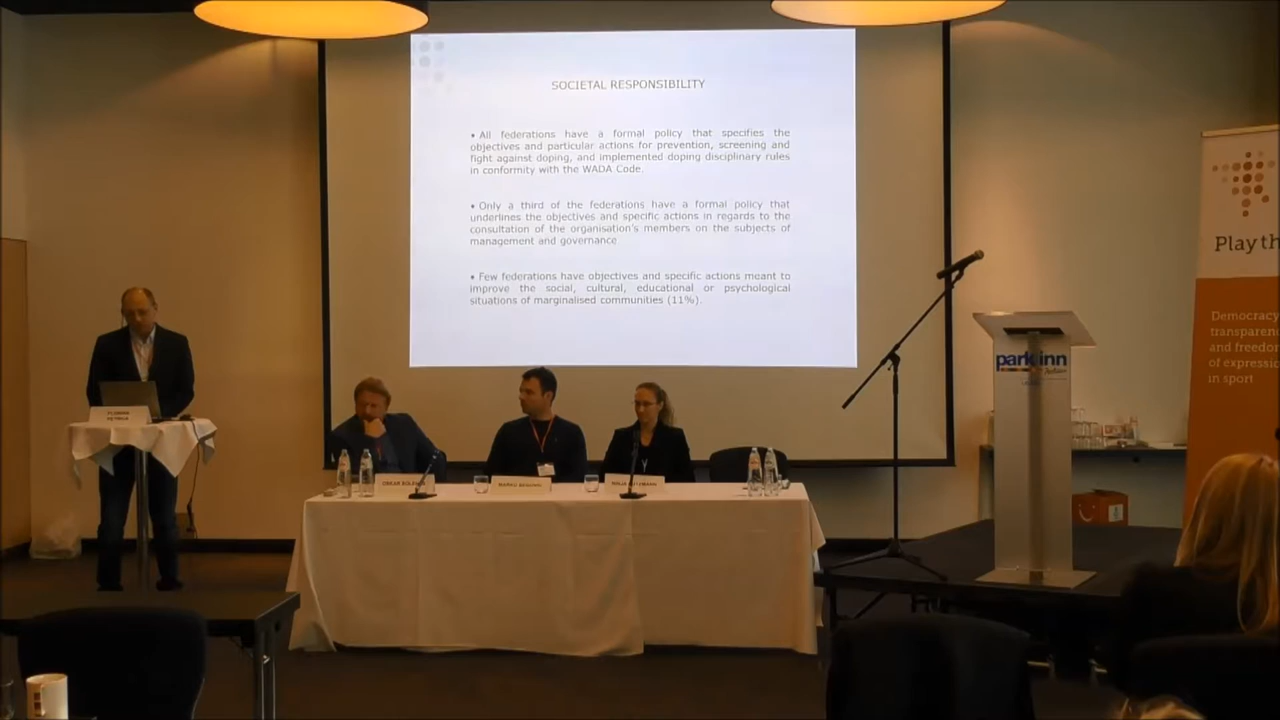 SOCIETAL RESPONSIBILITY
• All federations have a formal policy that specifies the
objectives and particular actions for prevention, screening and
fight against doping, and implemented doping disciplinary rules
in conformity with the WADA Code.
• Only a third of the federations have a formal policy that
underlines the objectives and specific actions in regards to the
consultation of the organisation's members on the subjects of
management and governance
• Few federations have objectives and specific actions meant to
improve the social, cultural, educational or psychological
situations of marginalised communities (11%).
Play th
Democracy
transparen
and freedom
of expressio
in sport
park inn